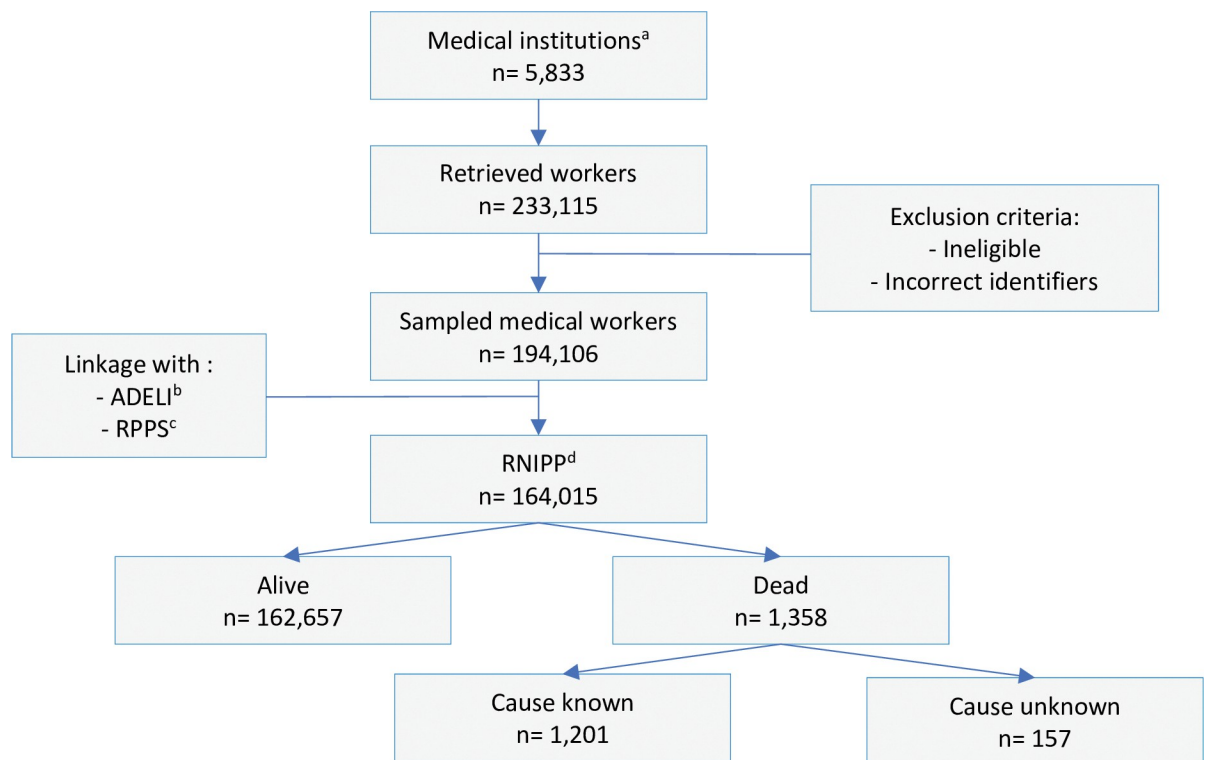 Medical institutionsᵃ
n= 5,833
Retrieved workers
n= 233,115
Exclusion criteria:
- Ineligible
- Incorrect identifiers
Sampled medical workers
n= 194,106
Linkage with :
- ADELIᵇ
- RPPSᶜ
RNIPPᵈ
n= 164,015
Alive
n= 162,657
Dead
n= 1,358
Cause known
n= 1,201
Cause unknown
n= 157